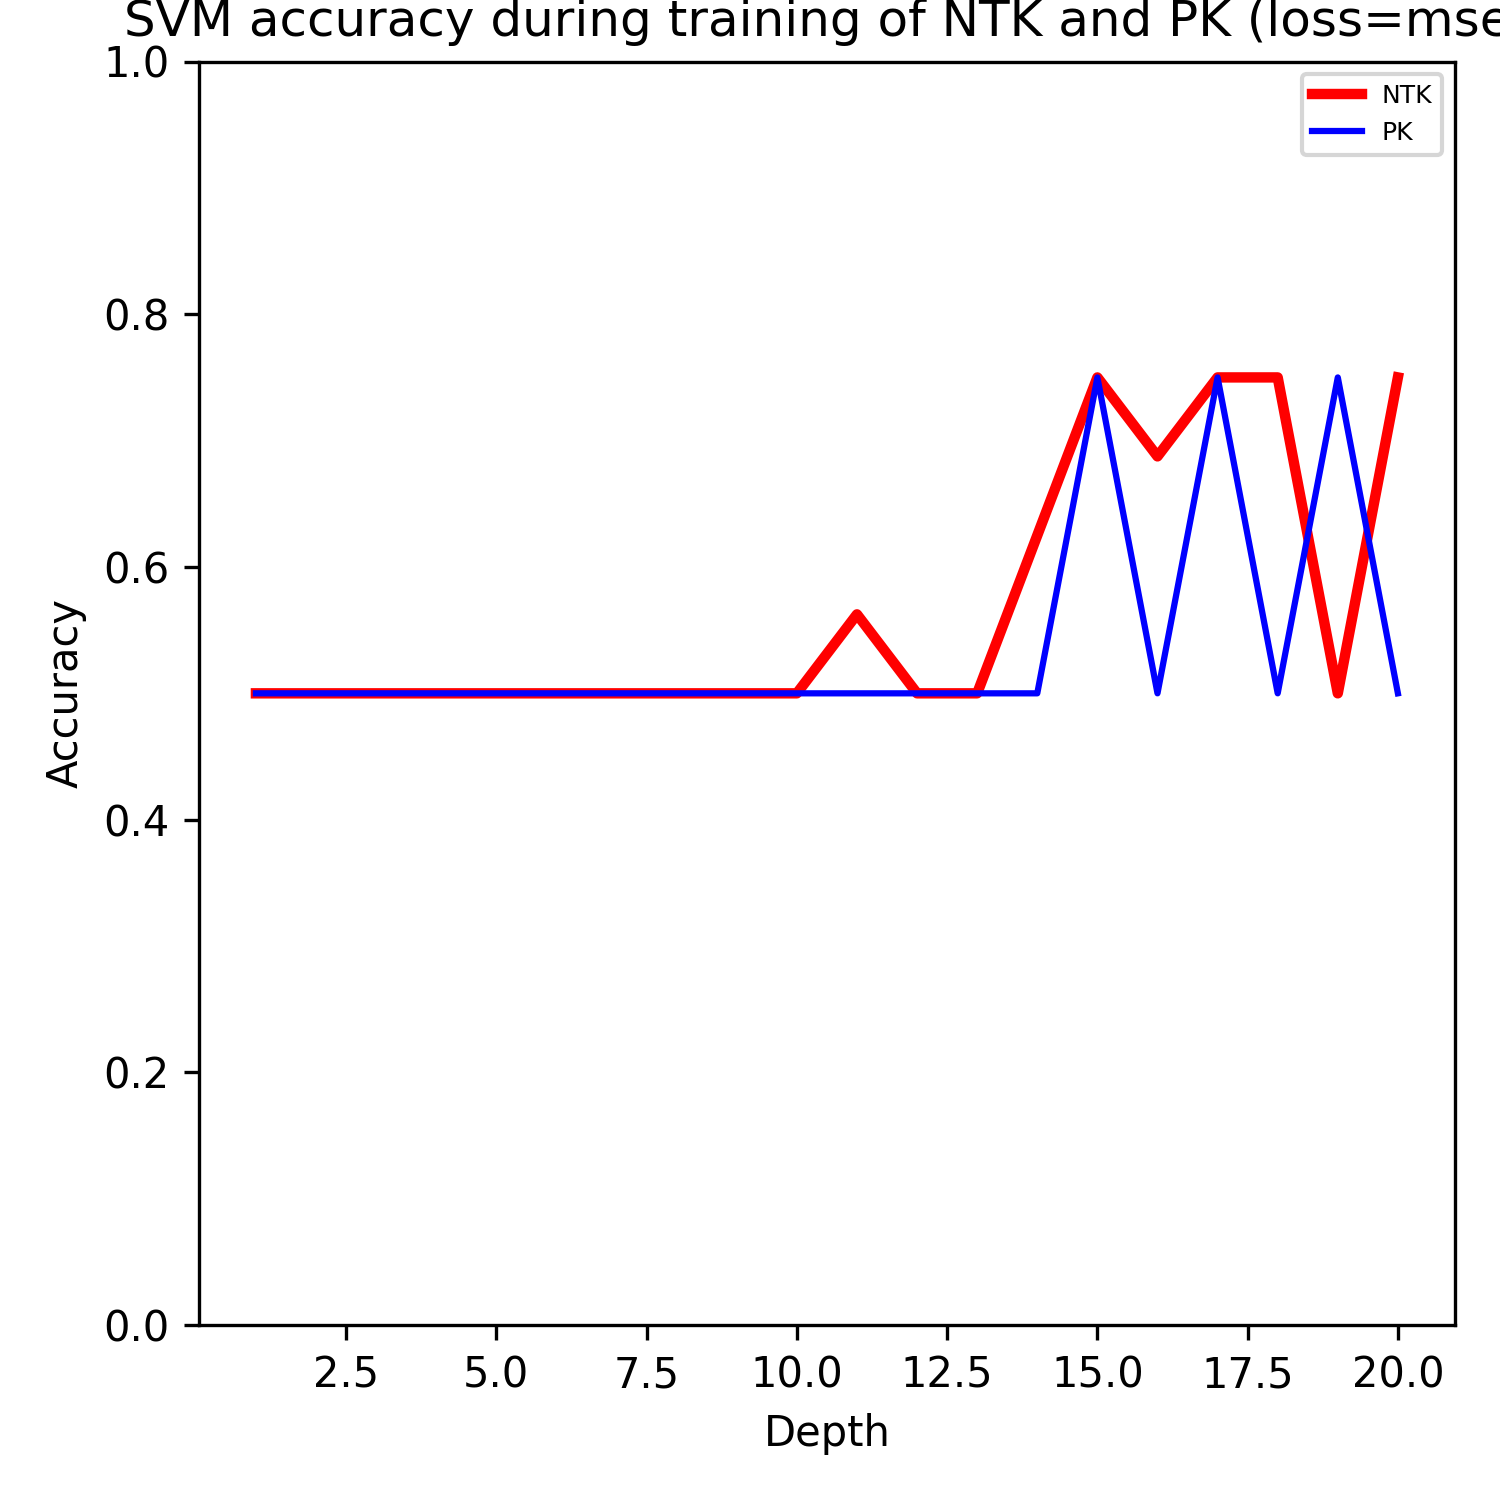 SVM accuracy during training of NTK and PK (loss=mse
1.0
0.8
0.6
0.4
0.2
0.0
Accuracy
NTK
PK
2.5 5.0 7.5 10.0 12.5 15.0 17.5 20.0
Depth